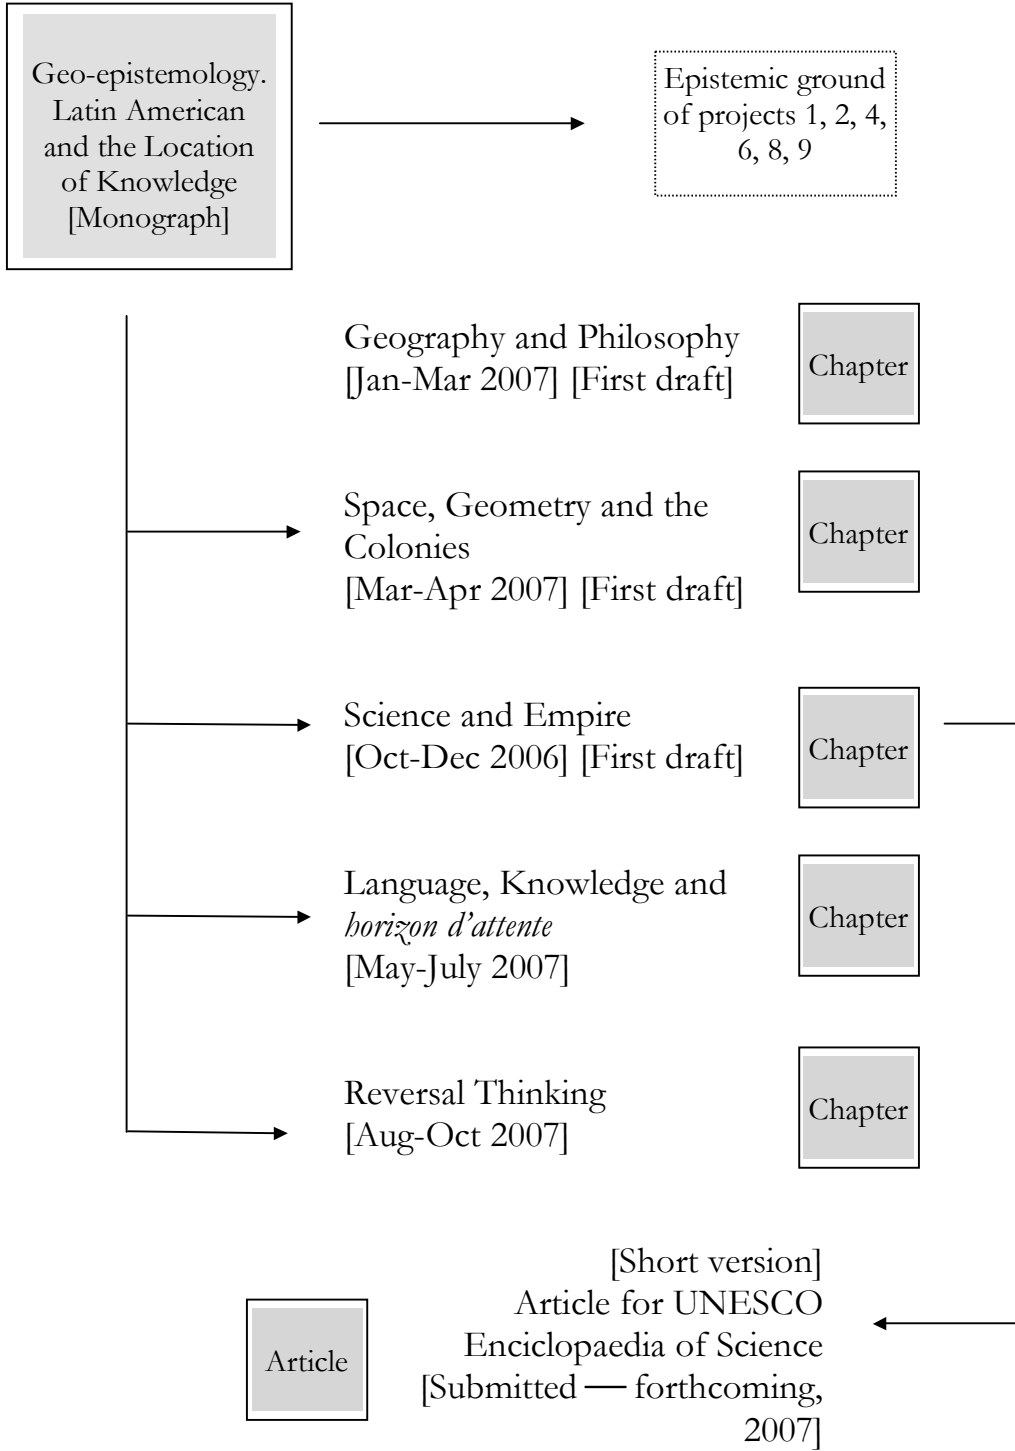 Geo-epistemology.
Latin American
and the Location
of Knowledge
[Monograph]
Epistemic ground
of projects 1, 2, 4,
6, 8, 9
Geography and Philosophy
[Jan-Mar 2007] [First draft]
Chapter
Space, Geometry and the
Colonies
[Mar-Apr 2007] [First draft]
Chapter
Science and Empire
[Oct-Dec 2006] [First draft]
Chapter
Language, Knowledge and
horizon d'attente
[May-July 2007]
Chapter
Reversal Thinking
[Aug-Oct 2007]
Chapter
[Short version]
Article for UNESCO
Enciclopaedia of Science
[Submitted — forthcoming,
2007]
Article